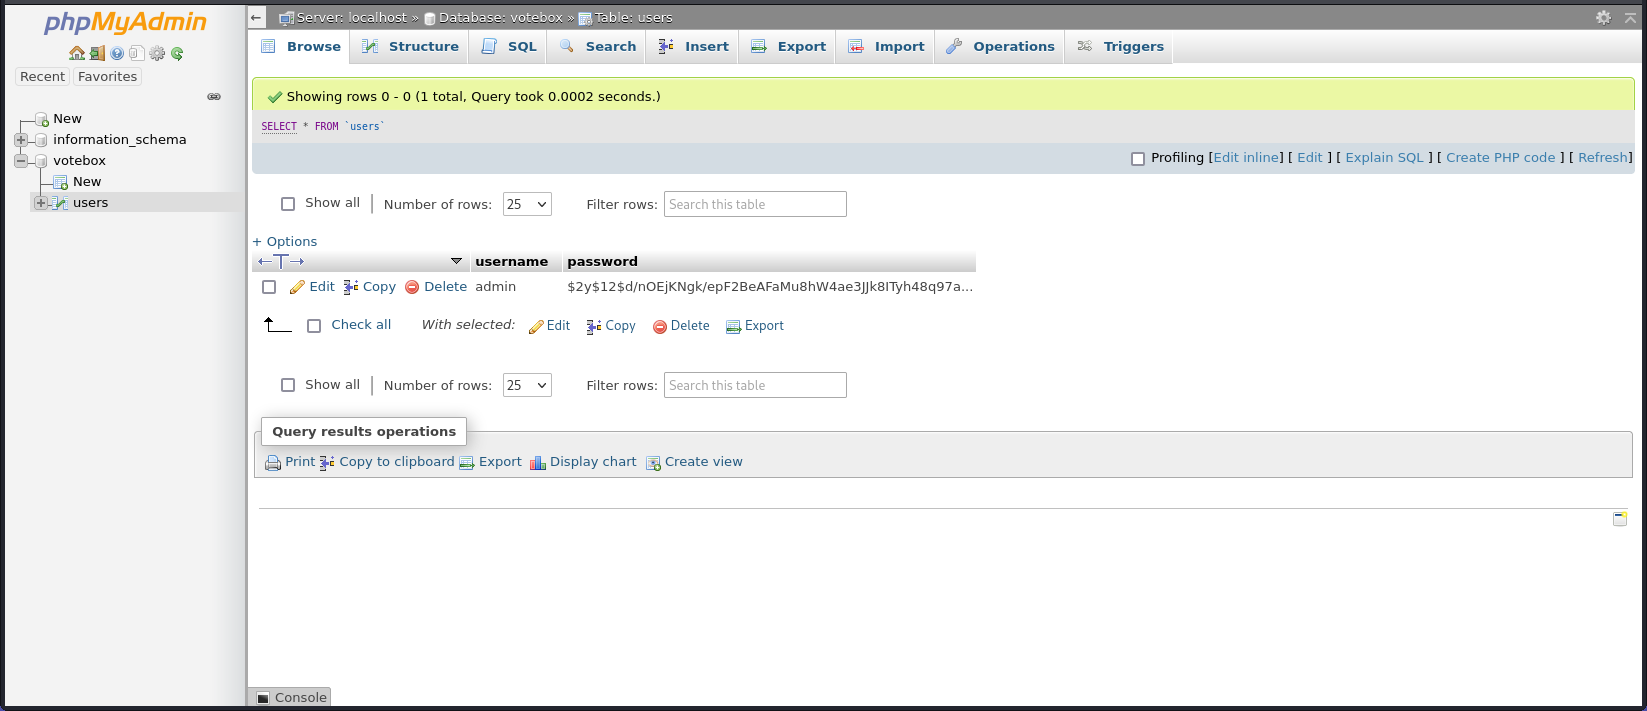 phpMyAdmin
Recent Favorites
New
information_schema
votebox
New
users
Server: localhost » Database: votebox » Table: users
Browse Structure SQL Search Insert Export Import Operations Triggers
Showing rows 0 - 0 (1 total, Query took 0.0002 seconds.)
SELECT * FROM `users`
Profiling [Edit inline] [ Edit ] [ Explain SQL ] [ Create PHP code ] [ Refresh]
Show all Number of rows: 25 Filter rows: Search this table
+ Options
←T→ username password
Edit Copy Delete admin $2y$12$d/nOEjKNgk/epF2BeAFaMu8hW4ae3JJk8ITyh48q97a...
Check all With selected: Edit Copy Delete Export
Show all Number of rows: 25 Filter rows: Search this table
Query results operations
Print Copy to clipboard Export Display chart Create view
Console